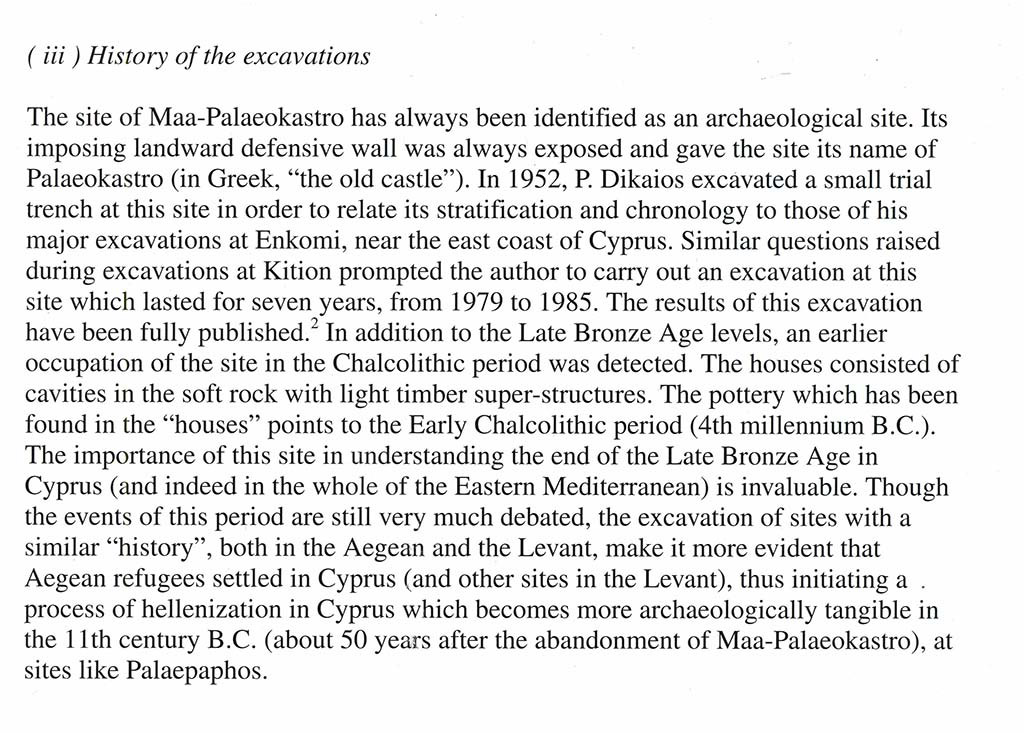 ( iii ) History of the excavations
The site of Maa-Palaeokastro has always been identified as an archaeological site. Its
imposing landward defensive wall was always exposed and gave the site its name of
Palaeokastro (in Greek, “the old castle”). In 1952, P. Dikaios excavated a small trial
trench at this site in order to relate its stratification and chronology to those of his
major excavations at Enkomi, near the east coast of Cyprus. Similar questions raised
during excavations at Kition prompted the author to carry out an excavation at this
site which lasted for seven years, from 1979 to 1985. The results of this excavation
have been fully published.² In addition to the Late Bronze Age levels, an earlier
occupation of the site in the Chalcolithic period was detected. The houses consisted of
cavities in the soft rock with light timber super-structures. The pottery which has been
found in the “houses” points to the Early Chalcolithic period (4th millennium B.C.).
The importance of this site in understanding the end of the Late Bronze Age in
Cyprus (and indeed in the whole of the Eastern Mediterranean) is invaluable. Though
the events of this period are still very much debated, the excavation of sites with a
similar “history”, both in the Aegean and the Levant, make it more evident that
Aegean refugees settled in Cyprus (and other sites in the Levant), thus initiating a
process of hellenization in Cyprus which becomes more archaeologically tangible in
the 11th century B.C. (about 50 years after the abandonment of Maa-Palaeokastro), at
sites like Palaepaphos.